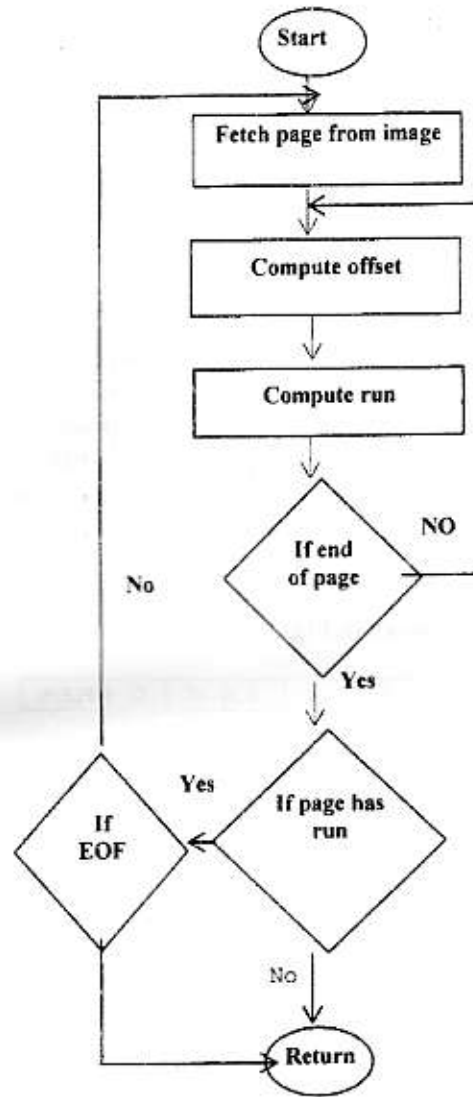 Start
Fetch page from image
Compute offset
Compute run
If end
of page
NO
No
Yes
If page has
run
Yes
If
EOF
No
Return